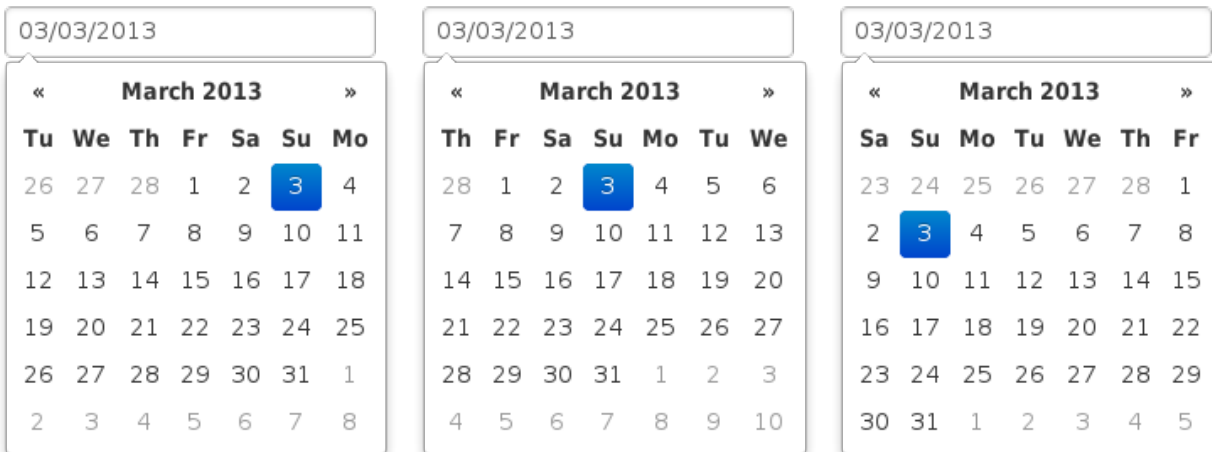 03/03/2013
« March 2013 »
Tu We Th Fr Sa Su Mo
26 27 28 1 2 3 4
5 6 7 8 9 10 11
12 13 14 15 16 17 18
19 20 21 22 23 24 25
26 27 28 29 30 31 1
2 3 4 5 6 7 8
03/03/2013
« March 2013 »
Th Fr Sa Su Mo Tu We
28 1 2 3 4 5 6
7 8 9 10 11 12 13
14 15 16 17 18 19 20
21 22 23 24 25 26 27
28 29 30 31 1 2 3
4 5 6 7 8 9 10
03/03/2013
« March 2013 »
Sa Su Mo Tu We Th Fr
23 24 25 26 27 28 1
2 3 4 5 6 7 8
9 10 11 12 13 14 15
16 17 18 19 20 21 22
23 24 25 26 27 28 29
30 31 1 2 3 4 5